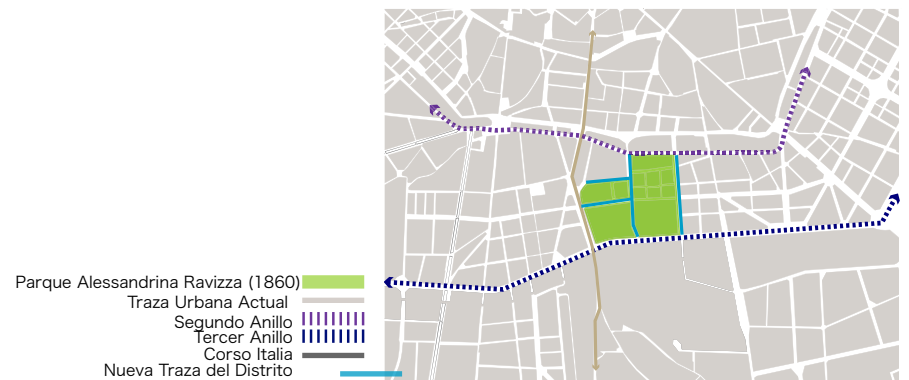 Parque Alessandrina Ravizza (1860)
Traza Urbana Actual
Segundo Anillo
Tercer Anillo
Corso Italia
Nueva Traza del Distrito